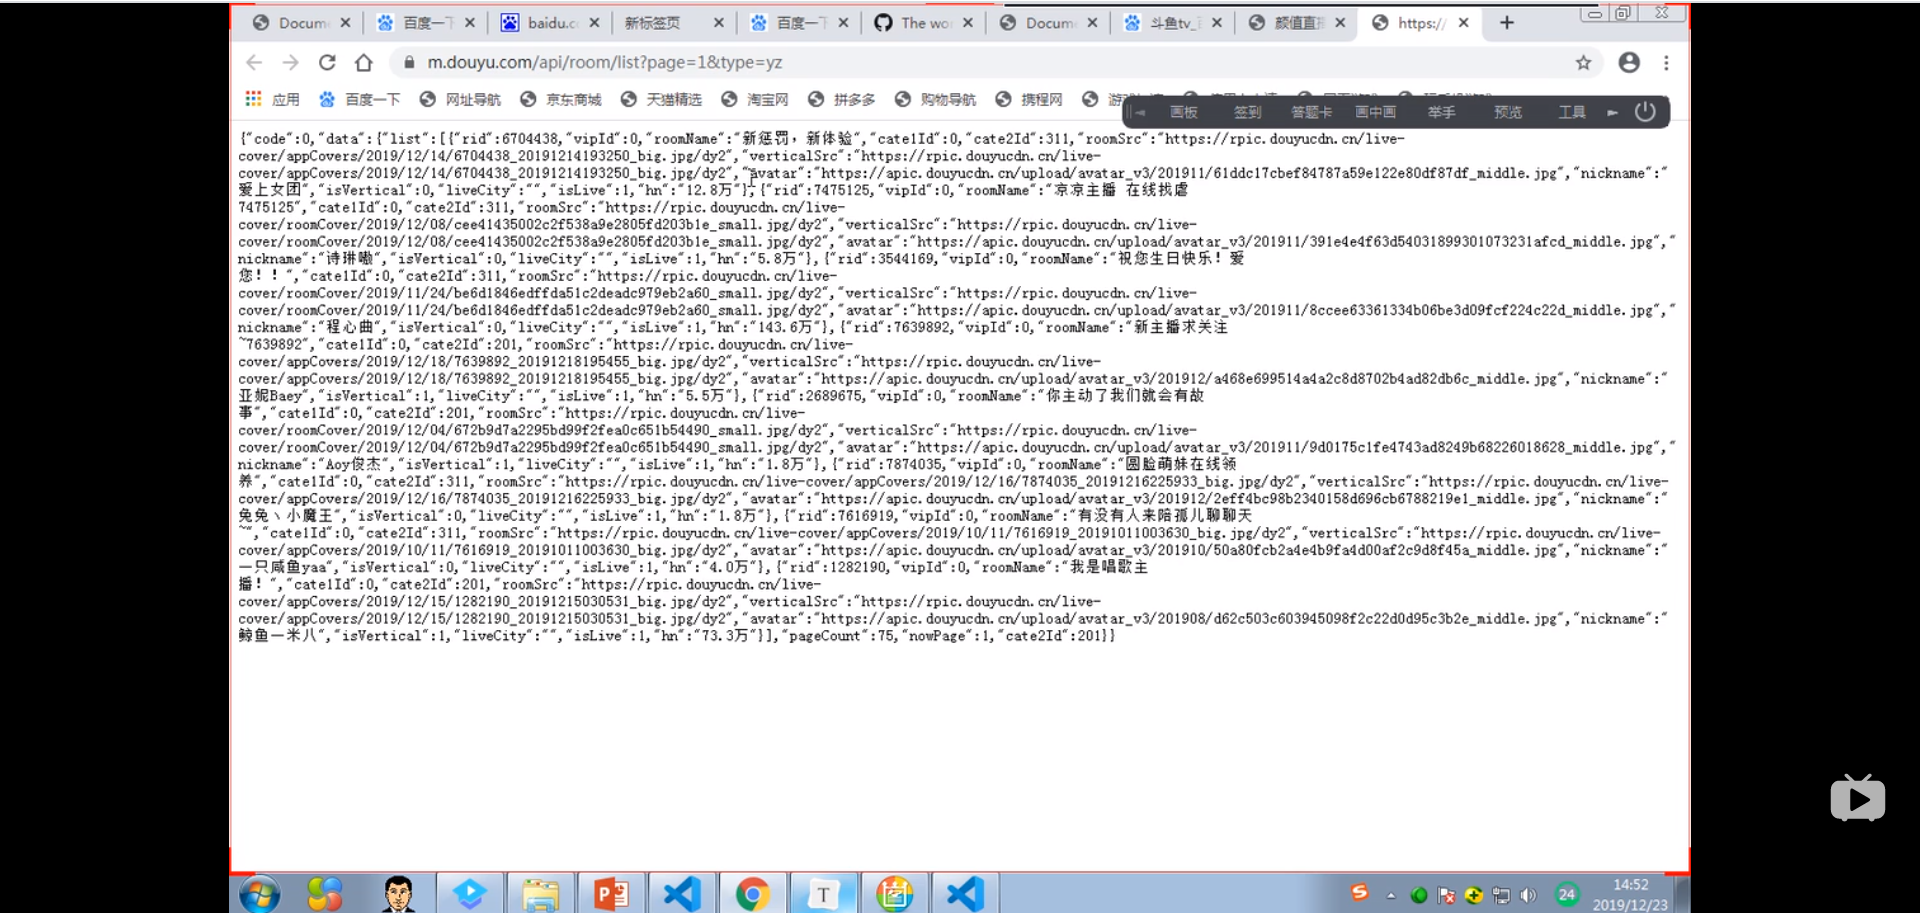 Docum 百度一下 baidu.c 新标签页 百度一下 The wo Docum 斗鱼tv_ 颜值直 https://
m.douyu.com/api/room/list?page=1&type=yz
应用 百度一下 网址导航 京东商城 天猫精选 淘宝网 拼多多 购物导航 携程网
画板 签到 答题卡 画中画 举手 预览 工具
{"code":0,"data":{"list":[{"rid":6704438,"vipId":0,"roomName":"新惩罚，新体验","cate1Id":0,"cate2Id":311,"roomSrc":"https://rpic.douyucdn.cn/live-
cover/appCovers/2019/12/14/6704438_20191214193250_big.jpg/dy2","verticalSrc":"https://rpic.douyucdn.cn/live-
cover/appCovers/2019/12/14/6704438_20191214193250_big.jpg/dy2","avatar":"https://apic.douyucdn.cn/upload/avatar_v3/201911/61ddc17cbef84787a59e122e80df87df_middle.jpg","nickname":"
爱上女团","isVertical":0,"liveCity":"","isLive":1,"hn":"12.8万"},{"rid":7475125,"vipId":0,"roomName":"凉凉主播 在线找虐
7475125","cate1Id":0,"cate2Id":311,"roomSrc":"https://rpic.douyucdn.cn/live-
cover/roomCover/2019/12/08/cee41435002c2f538a9e2805fd203b1e_small.jpg/dy2","verticalSrc":"https://rpic.douyucdn.cn/live-
cover/roomCover/2019/12/08/cee41435002c2f538a9e2805fd203b1e_small.jpg/dy2","avatar":"https://apic.douyucdn.cn/upload/avatar_v3/201911/391e4e4f63d54031899301073231afcd_middle.jpg","
nickname":"诗琳嗷","isVertical":0,"liveCity":"","isLive":1,"hn":"5.8万"},{"rid":3544169,"vipId":0,"roomName":"祝您生日快乐！爱
您！！","cate1Id":0,"cate2Id":311,"roomSrc":"https://rpic.douyucdn.cn/live-
cover/roomCover/2019/11/24/be6d1846edffda51c2deadc979eb2a60_small.jpg/dy2","verticalSrc":"https://rpic.douyucdn.cn/live-
cover/roomCover/2019/11/24/be6d1846edffda51c2deadc979eb2a60_small.jpg/dy2","avatar":"https://apic.douyucdn.cn/upload/avatar_v3/201911/8ccee63361334b06be3d09fcf224c22d_middle.jpg","
nickname":"程心曲","isVertical":0,"liveCity":"","isLive":1,"hn":"143.6万"},{"rid":7639892,"vipId":0,"roomName":"新主播求关注
~7639892","cate1Id":0,"cate2Id":201,"roomSrc":"https://rpic.douyucdn.cn/live-
cover/appCovers/2019/12/18/7639892_20191218195455_big.jpg/dy2","verticalSrc":"https://rpic.douyucdn.cn/live-
cover/appCovers/2019/12/18/7639892_20191218195455_big.jpg/dy2","avatar":"https://apic.douyucdn.cn/upload/avatar_v3/201912/a468e699514a4a2c8d8702b4ad82db6c_middle.jpg","nickname":"
亚妮Baey","isVertical":1,"liveCity":"","isLive":1,"hn":"5.5万"},{"rid":2689675,"vipId":0,"roomName":"你主动了我们就会有故
事","cate1Id":0,"cate2Id":201,"roomSrc":"https://rpic.douyucdn.cn/live-
cover/roomCover/2019/12/04/672b9d7a2295bd99f2fea0c651b54490_small.jpg/dy2","verticalSrc":"https://rpic.douyucdn.cn/live-
cover/roomCover/2019/12/04/672b9d7a2295bd99f2fea0c651b54490_small.jpg/dy2","avatar":"https://apic.douyucdn.cn/upload/avatar_v3/201911/9d0175c1fe4743ad8249b68226018628_middle.jpg","
nickname":"Aoy俊杰","isVertical":1,"liveCity":"","isLive":1,"hn":"1.8万"},{"rid":7874035,"vipId":0,"roomName":"圆脸萌妹在线领
养","cate1Id":0,"cate2Id":311,"roomSrc":"https://rpic.douyucdn.cn/live-cover/appCovers/2019/12/16/7874035_20191216225933_big.jpg/dy2","verticalSrc":"https://rpic.douyucdn.cn/live-
cover/appCovers/2019/12/16/7874035_20191216225933_big.jpg/dy2","avatar":"https://apic.douyucdn.cn/upload/avatar_v3/201912/2eff4bc98b2340158d696cb6788219e1_middle.jpg","nickname":"
兔兔丶小魔王","isVertical":0,"liveCity":"","isLive":1,"hn":"1.8万"},{"rid":7616919,"vipId":0,"roomName":"有没有人来陪孤儿聊聊天
~","cate1Id":0,"cate2Id":311,"roomSrc":"https://rpic.douyucdn.cn/live-cover/appCovers/2019/10/11/7616919_20191011003630_big.jpg/dy2","verticalSrc":"https://rpic.douyucdn.cn/live-
cover/appCovers/2019/10/11/7616919_20191011003630_big.jpg/dy2","avatar":"https://apic.douyucdn.cn/upload/avatar_v3/201910/50a80fcb2a4e4b9fa4d00af2c9d8f45a_middle.jpg","nickname":"
一只咸鱼yaa","isVertical":0,"liveCity":"","isLive":1,"hn":"4.0万"},{"rid":1282190,"vipId":0,"roomName":"我是唱歌主
播！","cate1Id":0,"cate2Id":201,"roomSrc":"https://rpic.douyucdn.cn/live-
cover/appCovers/2019/12/15/1282190_20191215030531_big.jpg/dy2","verticalSrc":"https://rpic.douyucdn.cn/live-
cover/appCovers/2019/12/15/1282190_20191215030531_big.jpg/dy2","avatar":"https://apic.douyucdn.cn/upload/avatar_v3/201908/d62c503c603945098f2c22d0d95c3b2e_middle.jpg","nickname":"
鲸鱼一米八","isVertical":1,"liveCity":"","isLive":1,"hn":"73.3万"}],"pageCount":75,"nowPage":1,"cate2Id":201}}
24
14:52
2019/12/23